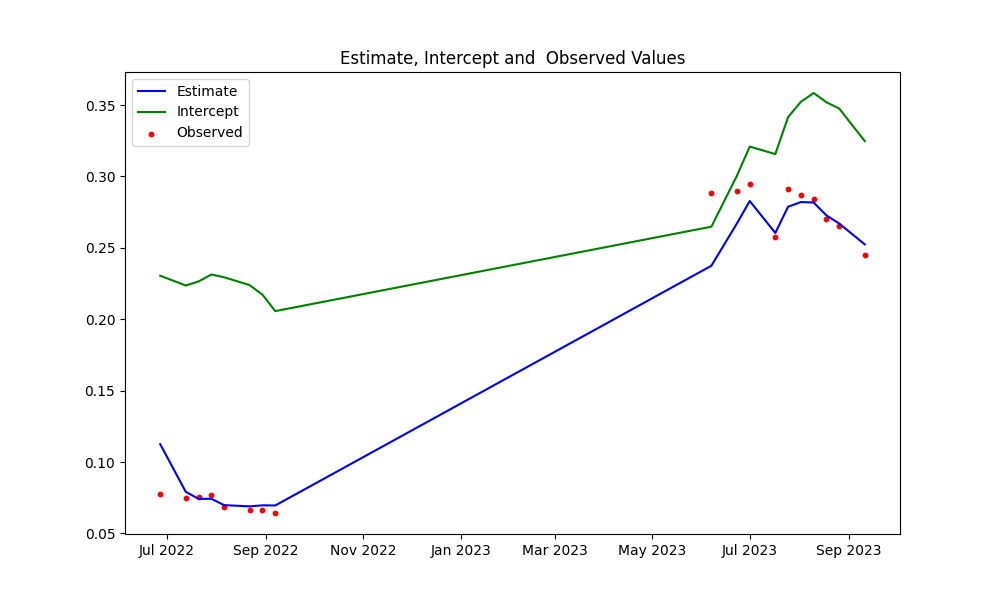 Estimate, Intercept and  Observed Values
Estimate
Intercept
Observed
0.35
0.30
0.25
0.20
0.15
0.10
0.05
Jul 2022
Sep 2022
Nov 2022
Jan 2023
Mar 2023
May 2023
Jul 2023
Sep 2023